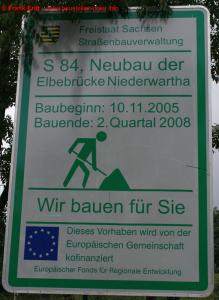 Freistaat Sachsen
Straßenbauverwaltung
S 84, Neubau der
Elbebrücke Niederwartha
Baubeginn: 10.11.2005
Bauende: 2. Quartal 2008
Wir bauen für Sie
Dieses Vorhaben wird von der
Europäischen Gemeinschaft
kofinanziert
Europäischer Fonds für Regionale Entwicklung